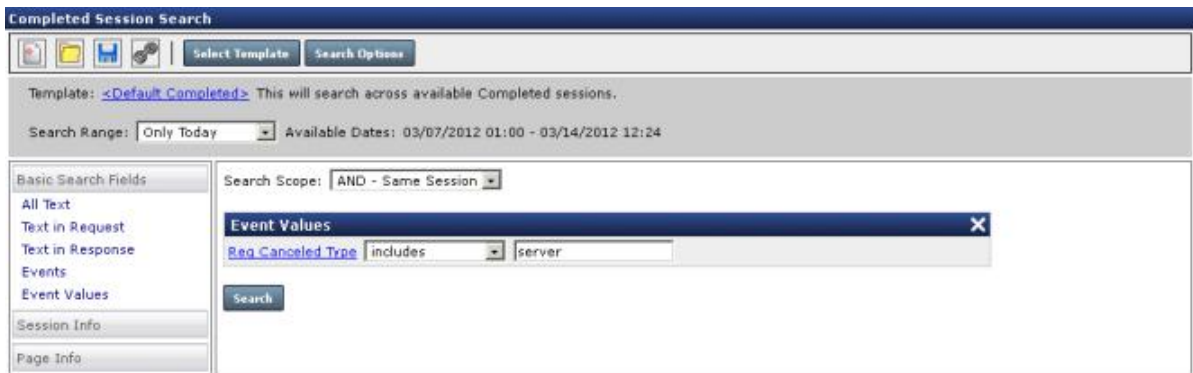 Completed Session Search
Select Template Search Options
Template: <Default Completed> This will search across available Completed sessions.
Search Range: Only Today Available Dates: 03/07/2012 01:00 - 03/14/2012 12:24
Basic Search Fields
All Text
Text in Request
Text in Response
Events
Event Values
Session Info
Page Info
Search Scope: AND - Same Session
Event Values
Req Canceled Type includes server
Search